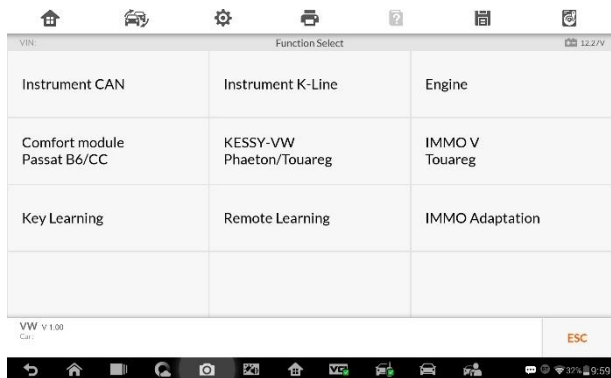 VIN:
Function Select
12.27V
Instrument CAN
Instrument K-Line
Engine
Comfort module
Passat B6/CC
KESSY-VW
Phaeton/Touareg
IMMO V
Touareg
Key Learning
Remote Learning
IMMO Adaptation
VW V 1.00
Car:
ESC
32%
9:59